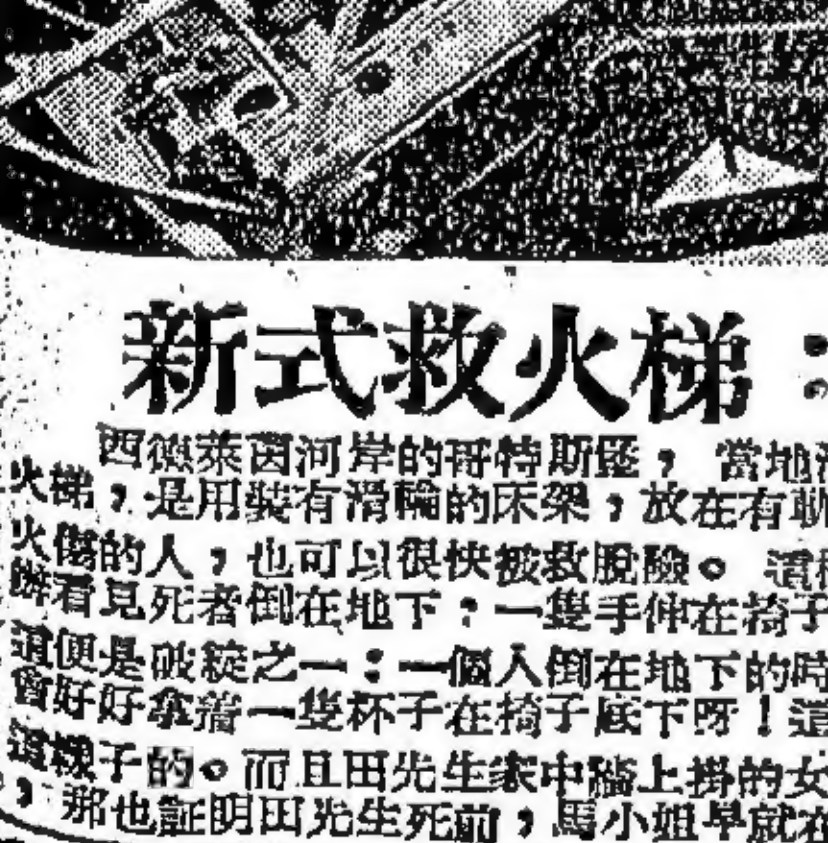 新式救火梯：
西德萊茵河岸的哥特斯堡，當地
火梯，是用裝有滑輪的床架，放在有
火傷的人，也可以很快被救脫險。這
辦看見死者倒在地下：一隻手伸在椅子
這便是破綻之一：一個人倒在地下的時
會好好拿着一隻杯子在椅子底下呀！這
這樣子的。而且田先生家中牆上掛的女
，那也証明田先生死前，馬小姐早就在